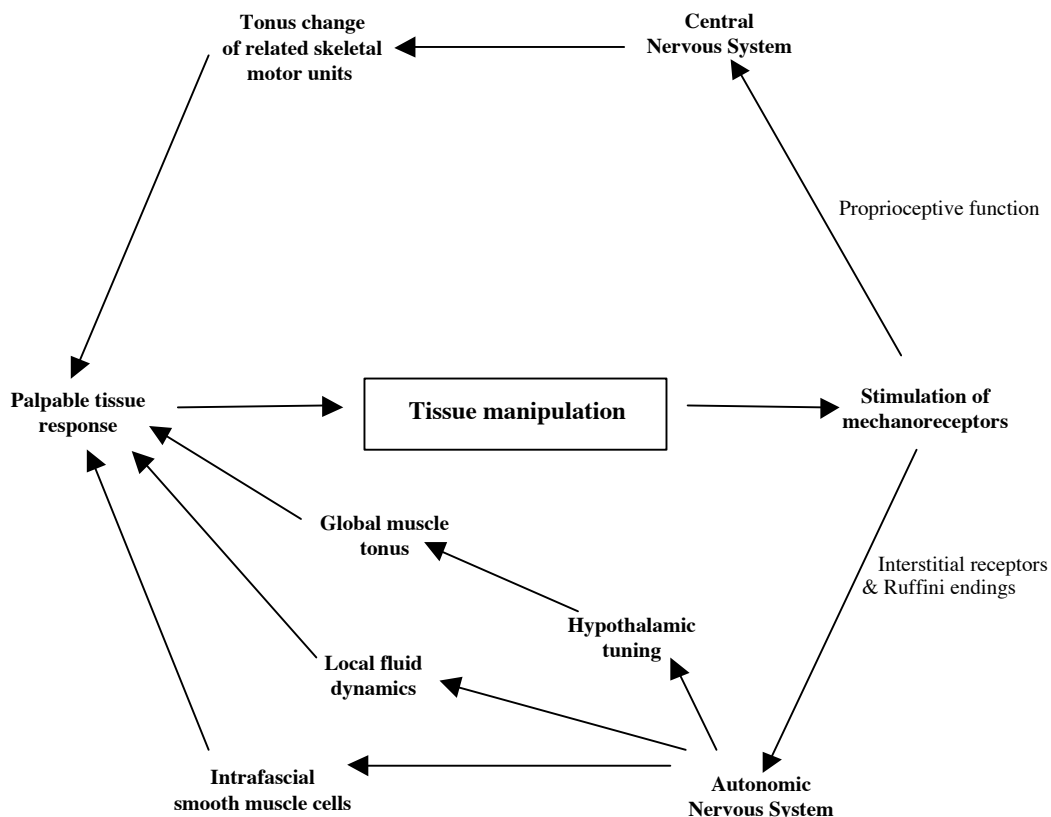 Tonus change
of related skeletal
motor units
Central
Nervous System
Proprioceptive function
Palpable tissue
response
Tissue manipulation
Stimulation of
mechanoreceptors
Global muscle
tonus
Interstitial receptors
& Ruffini endings
Hypothalamic
tuning
Local fluid
dynamics
Intrafascial
smooth muscle cells
Autonomic
Nervous System